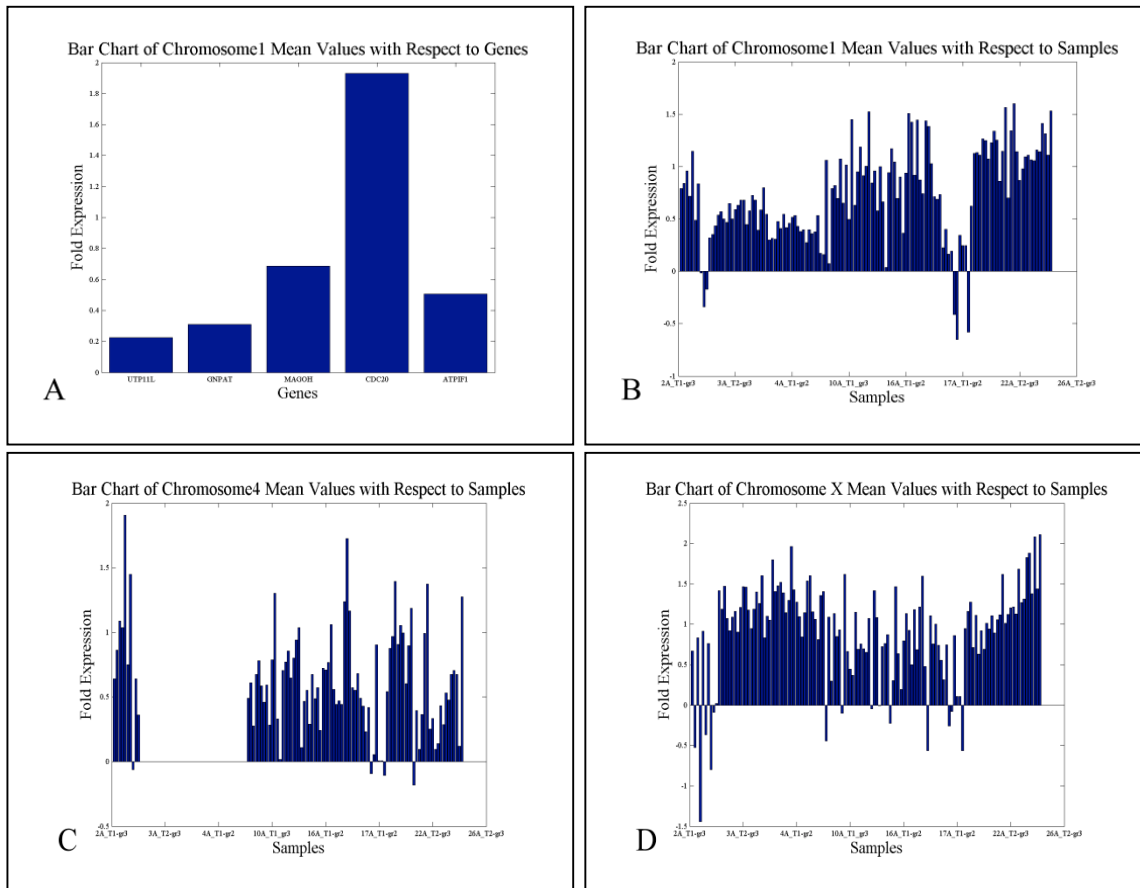 Bar Chart of Chromosome1 Mean Values with Respect to Genes
2
1.8
1.6
1.4
1.2
1
0.8
0.6
0.4
0.2
0
Fold Expression
UTP11L GNPAT MAGOH CDC20 ATPIF1
Genes
A
Bar Chart of Chromosome1 Mean Values with Respect to Samples
2
1.5
1
0.5
0
-0.5
-1
Fold Expression
2A_T1-gr3 3A_T2-gr3 4A_T1-gr2 10A_T1_gr3 16A_T1-gr2 17A_T1-gr2 22A_T2-gr3 26A_T2-gr3
Samples
B
Bar Chart of Chromosome4 Mean Values with Respect to Samples
2
1.5
1
0.5
0
-0.5
Fold Expression
2A_T1-gr3 3A_T2-gr3 4A_T1-gr2 10A_T1_gr3 16A_T1-gr2 17A_T1-gr2 22A_T2-gr3 26A_T2-gr3
Samples
C
Bar Chart of Chromosome X Mean Values with Respect to Samples
2.5
2
1.5
1
0.5
0
-0.5
-1
-1.5
Fold Expression
2A_T1-gr3 3A_T2-gr3 4A_T1-gr2 10A_T1_gr3 16A_T1-gr2 17A_T1-gr2 22A_T2-gr3 26A_T2-gr3
Samples
D